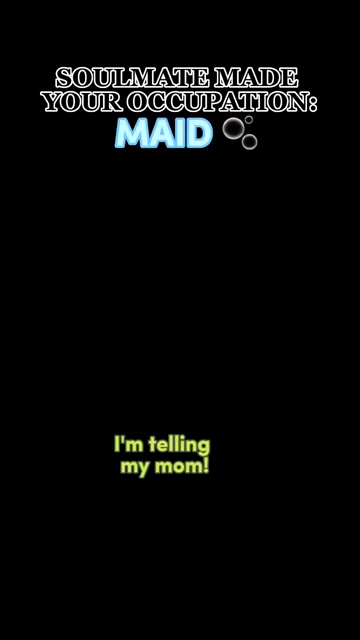 SOULMATE MADE
YOUR OCCUPATION:
MAID 🫧
I'm telling
my mom!